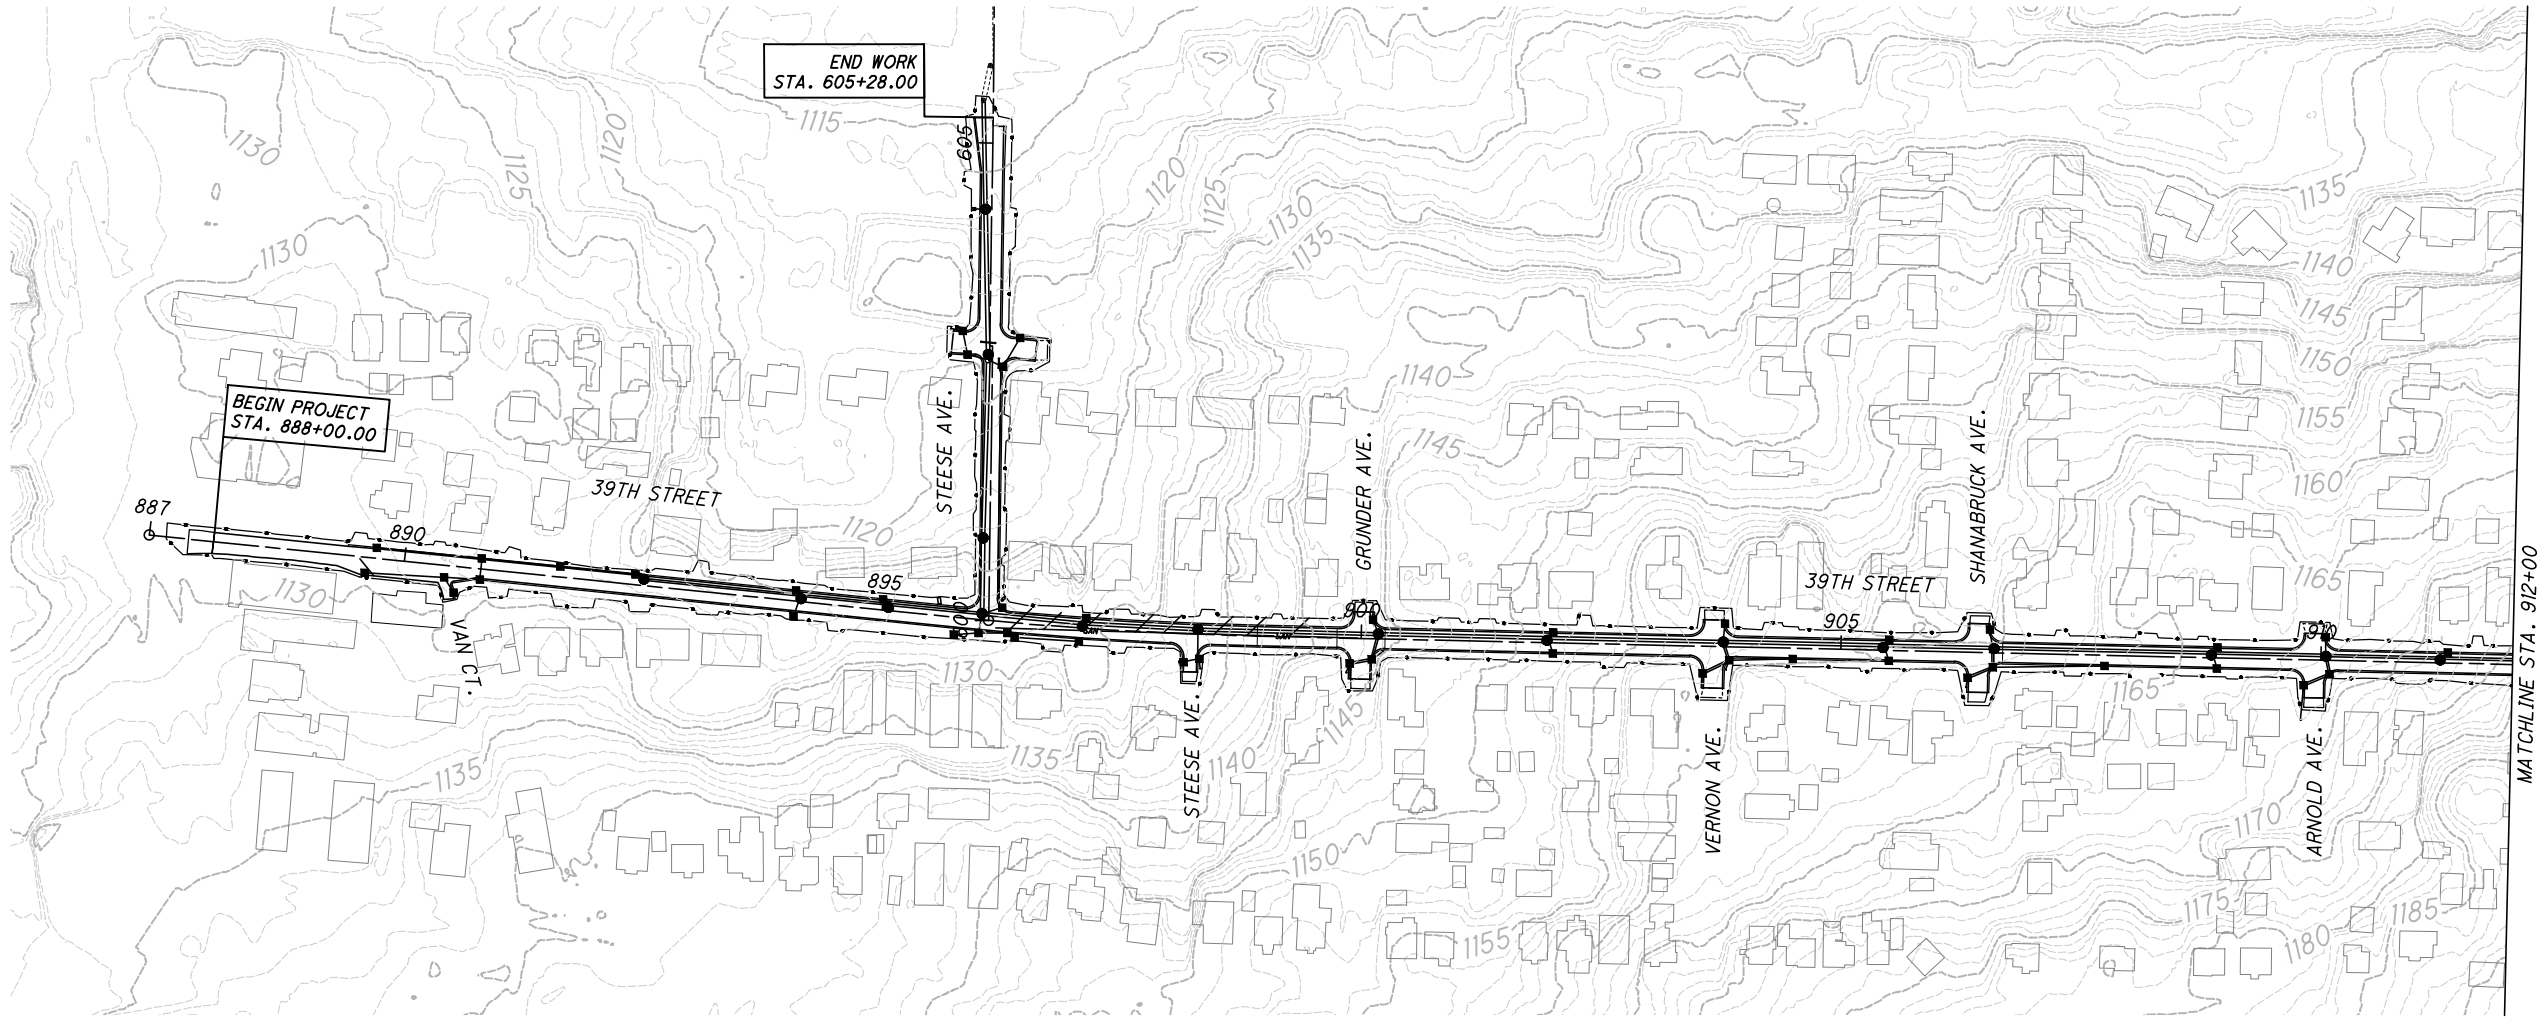 END WORK
STA. 605+28.00
1115
605
1130
1125
1120
1120
1125
1130
1135
1135
1130
1140
1145
1150
1155
1160
1165
BEGIN PROJECT
STA. 888+00.00
STEESE AVE.
GRUNDER AVE.
SHANABRUCK AVE.
1140
1145
39TH STREET
887
890
1120
895
900
39TH STREET
905
910
1130
VAN CT.
1130
1135
1135
STEESE AVE.
1140
1145
VERNON AVE.
1165
ARNOLD AVE.
MATCHLINE STA. 912+00
1150
1155
1170
1175
1180
1185